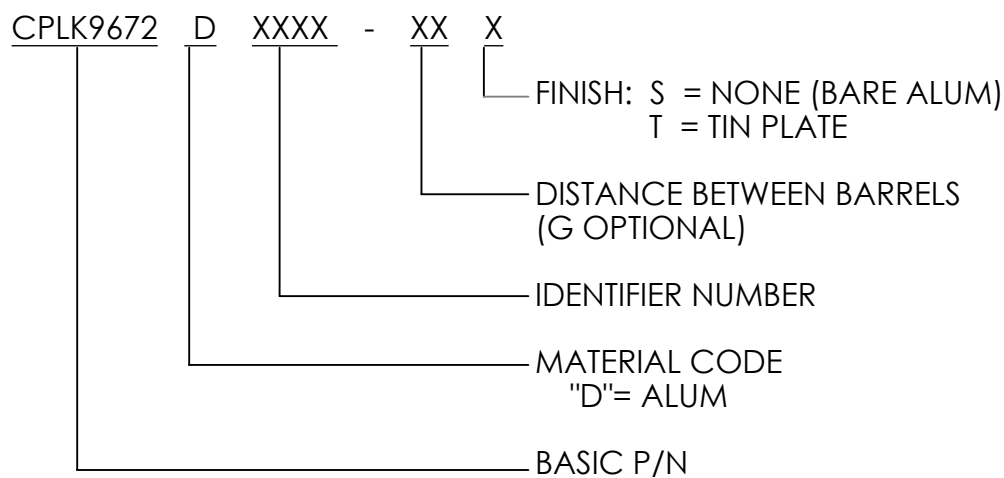 CPLK9672 D XXXX - XX X
FINISH: S = NONE (BARE ALUM)
T = TIN PLATE
DISTANCE BETWEEN BARRELS
(G OPTIONAL)
IDENTIFIER NUMBER
MATERIAL CODE
"D"= ALUM
BASIC P/N